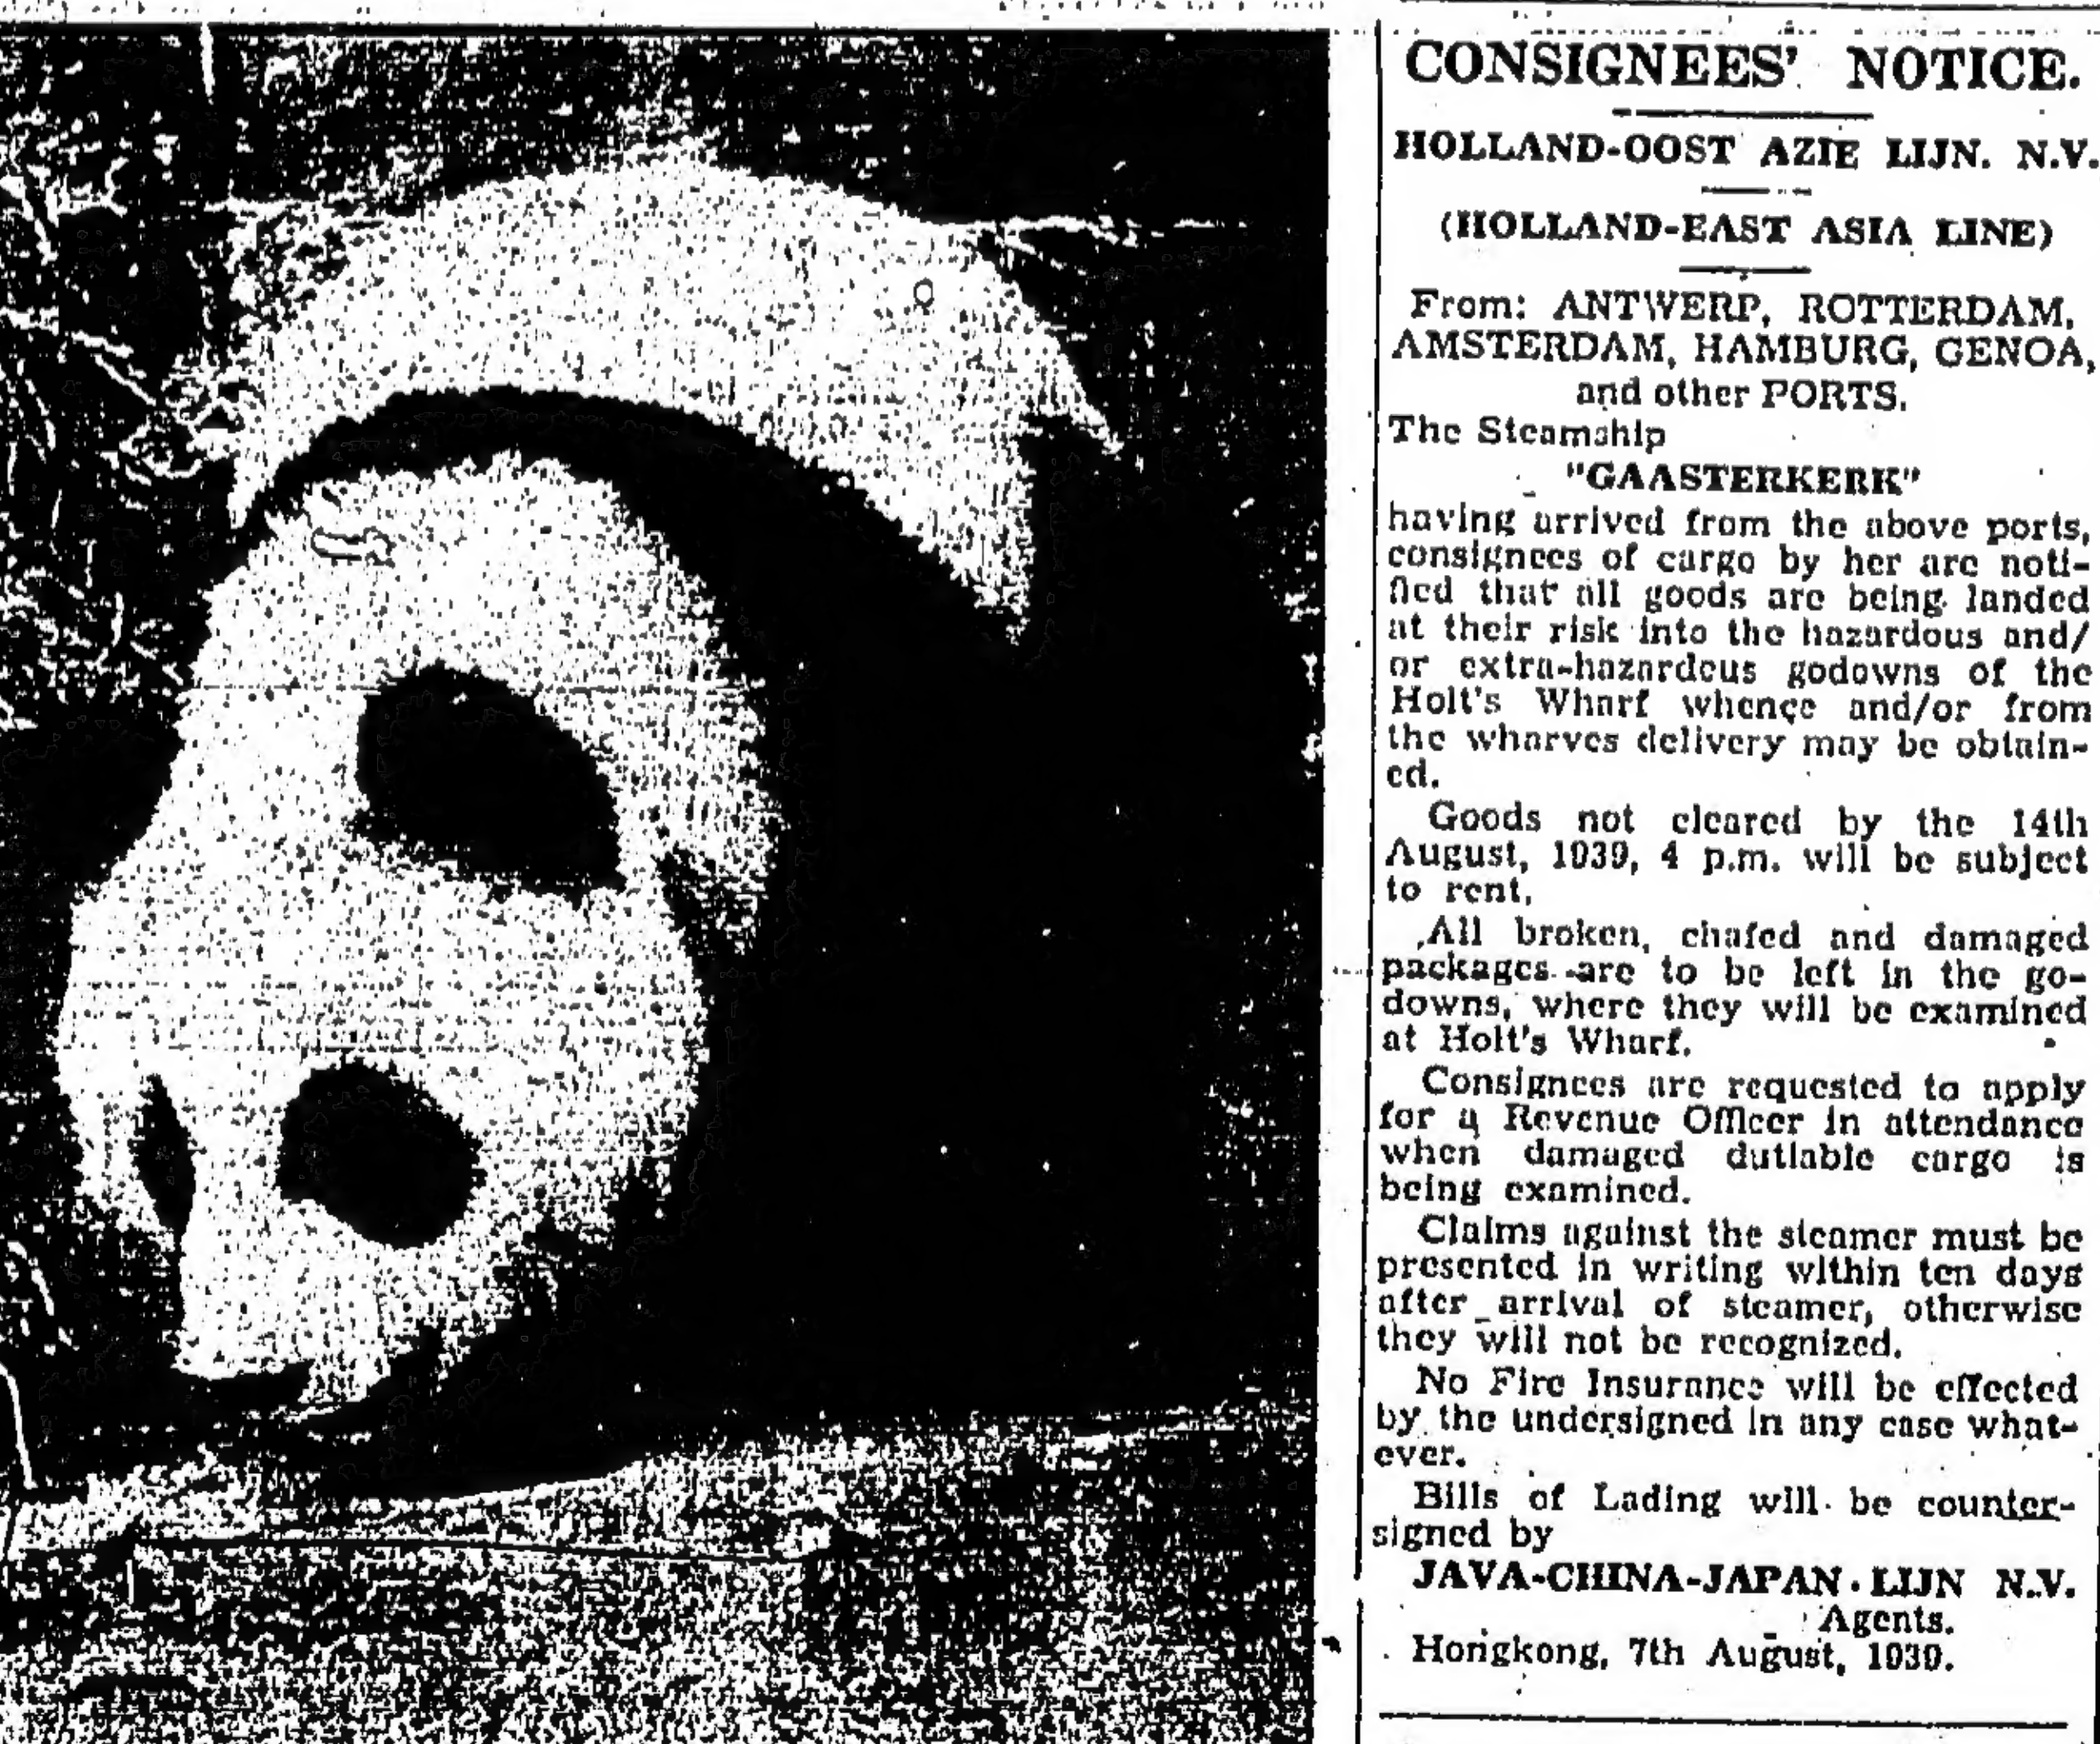 CONSIGNEES' NOTICE.
HOLLAND-OOST AZIE LIJN. N.V.
(HOLLAND-EAST ASIA LINE)
From: ANTWERP, ROTTERDAM,
AMSTERDAM, HAMBURG, GENOA,
and other PORTS.
The Steamship
"GAASTERKERK"
having arrived from the above ports,
consignees of cargo by her are noti-
fied that all goods are being landed
at their risk into the hazardous and/
or extra-hazardous godowns of the
Holt's Wharf whence and/or from
the wharves delivery may be obtain-
ed.
Goods not cleared by the 14th
August, 1939, 4 p.m. will be subject
to rent.
All broken, chafed and damaged
packages are to be left in the go-
downs, where they will be examined
at Holt's Wharf.
Consignees are requested to apply
for a Revenue Officer in attendance
when damaged dutiable cargo is
being examined.
Claims against the steamer must be
presented in writing within ten days
after arrival of steamer, otherwise
they will not be recognized.
No Fire Insurance will be effected
by the undersigned in any case what-
ever.
Bills of Lading will be counter-
signed by
JAVA-CHINA-JAPAN LIJN N.V.
Agents.
Hongkong, 7th August, 1939.